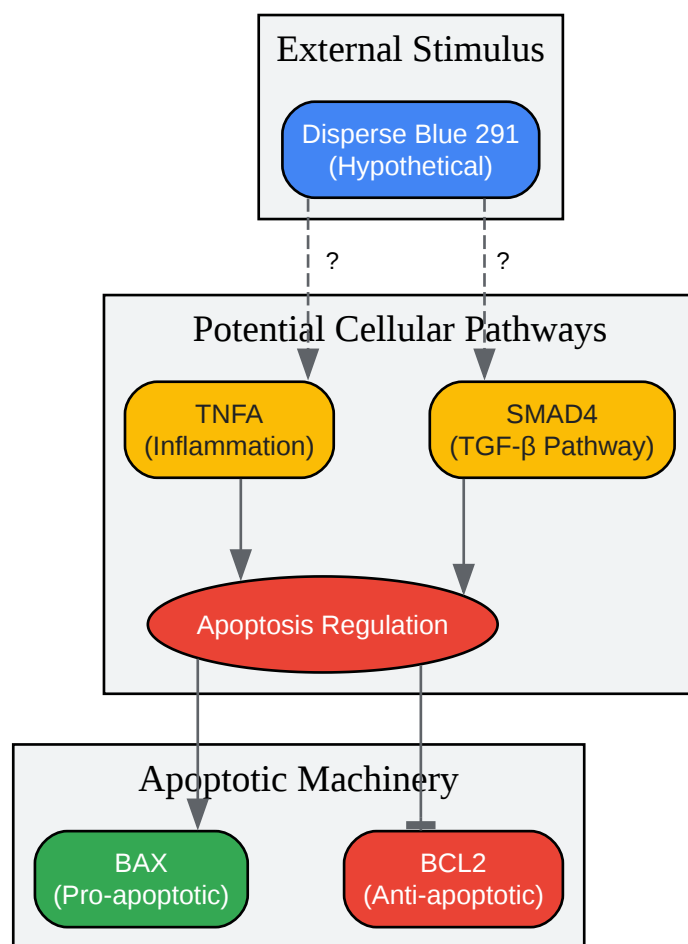 External Stimulus
Disperse Blue 291
(Hypothetical)
?
?
Potential Cellular Pathways
TNFA
(Inflammation)
SMAD4
(TGF-β Pathway)
Apoptosis Regulation
Apoptotic Machinery
BAX
(Pro-apoptotic)
BCL2
(Anti-apoptotic)